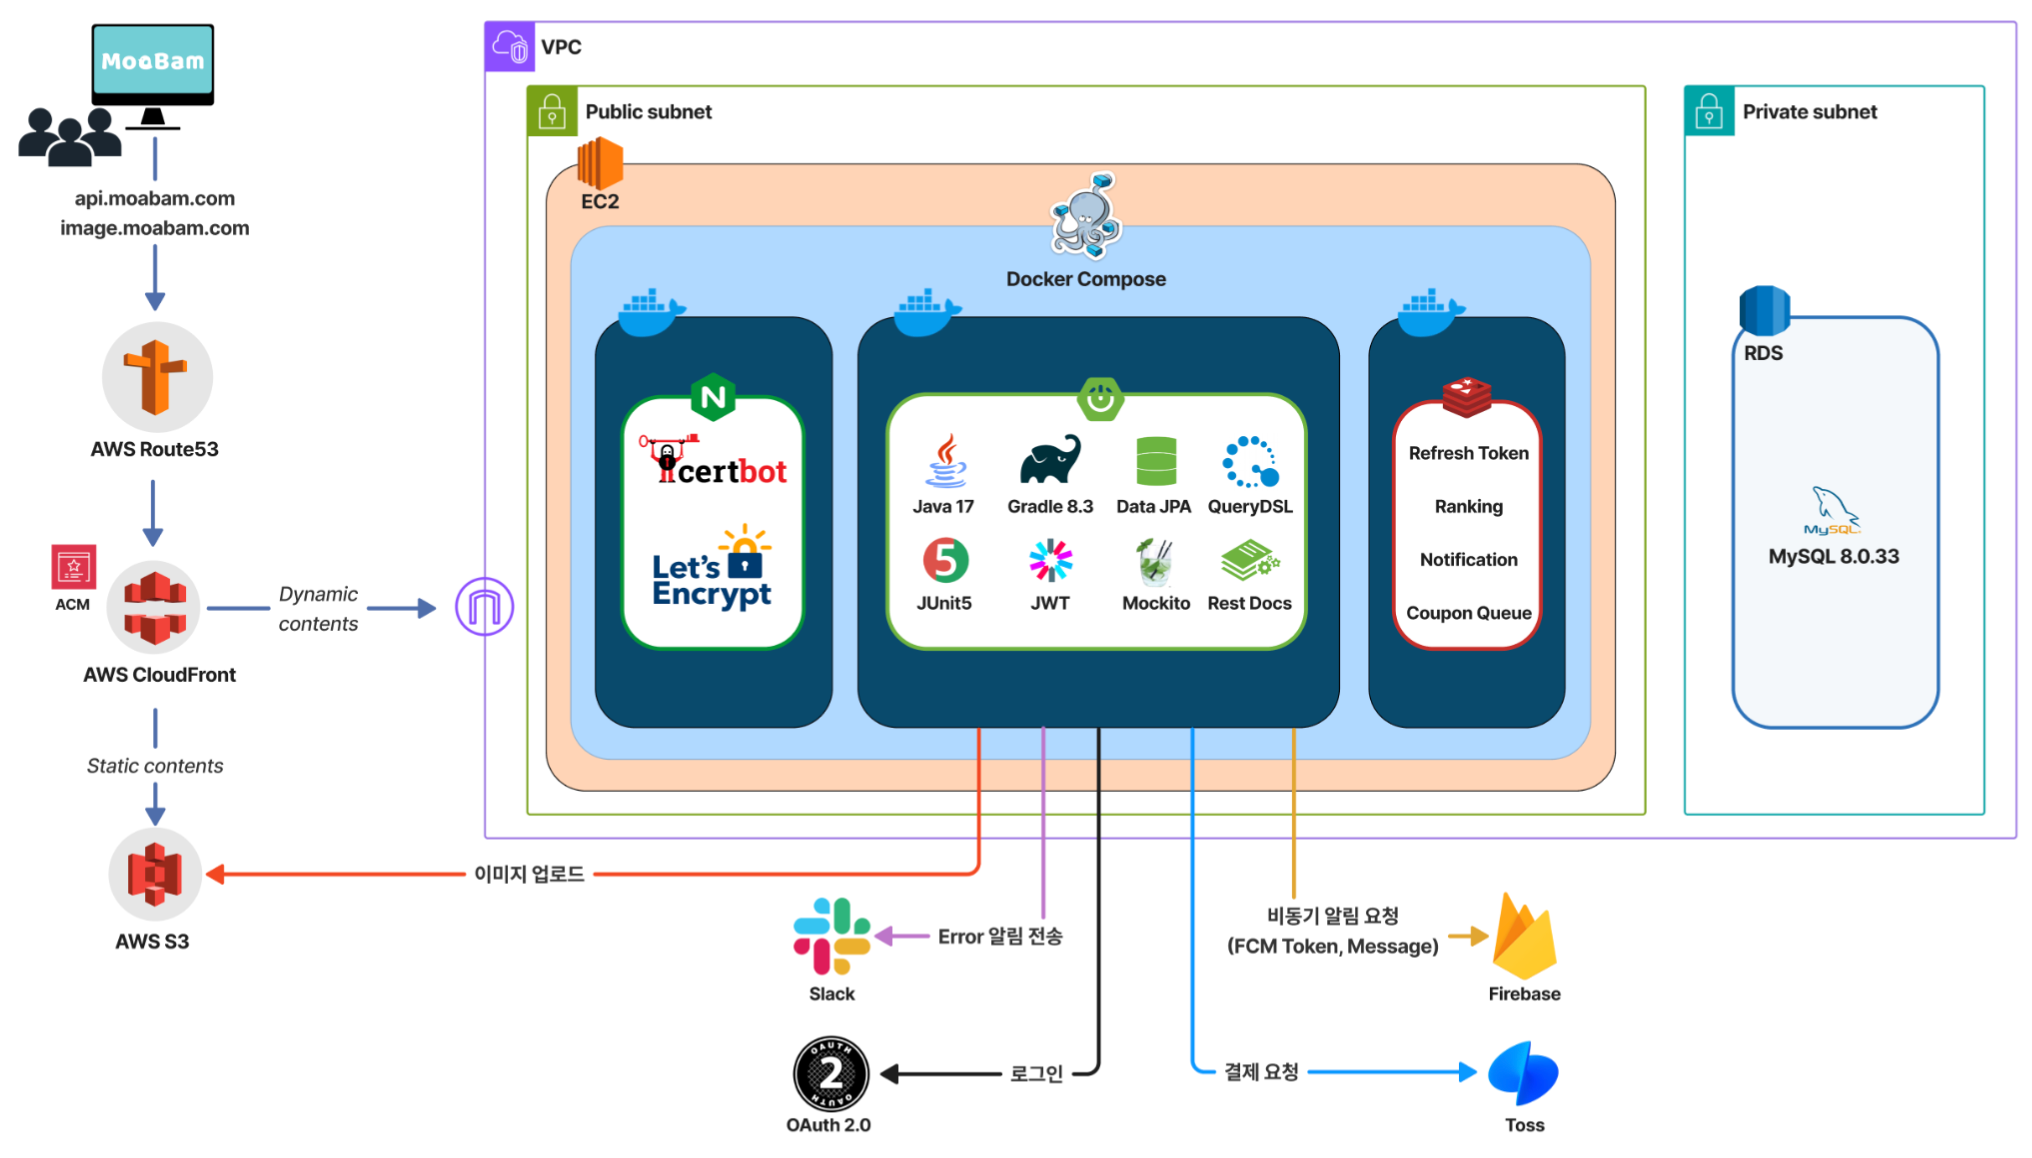 MoaBam
api.moabam.com
image.moabam.com
AWS Route53
ACM
AWS CloudFront
Dynamic
contents
Static contents
AWS S3
VPC
Public subnet
EC2
Docker Compose
N
certbot
Let's
Encrypt
Java 17
Gradle 8.3
Data JPA
QueryDSL
5
JUnit5
JWT
Mockito
Rest Docs
Refresh Token
Ranking
Notification
Coupon Queue
Private subnet
RDS
MySQL
MySQL 8.0.33
이미지 업로드
Error 알림 전송
Slack
비동기 알림 요청
(FCM Token, Message)
Firebase
OAUTH
2
OAUTH
OAuth 2.0
로그인
결제 요청
Toss